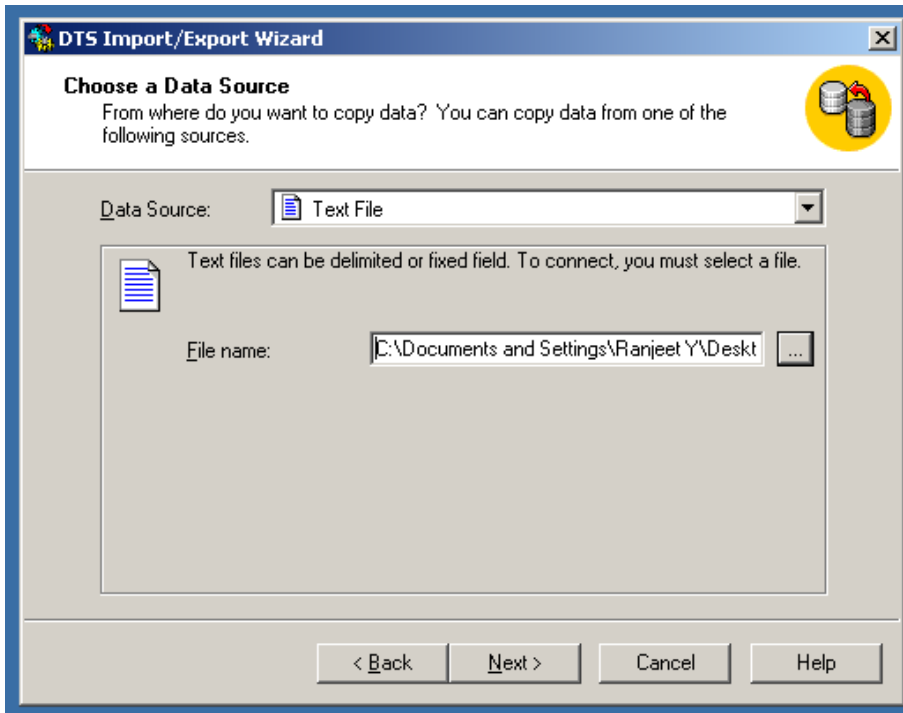 DTS Import/Export Wizard
Choose a Data Source
From where do you want to copy data? You can copy data from one of the
following sources.
Data Source:
Text File
Text files can be delimited or fixed field. To connect, you must select a file.
File name:
C:\Documents and Settings\Ranjeet Y\Deskt
...
< Back
Next >
Cancel
Help